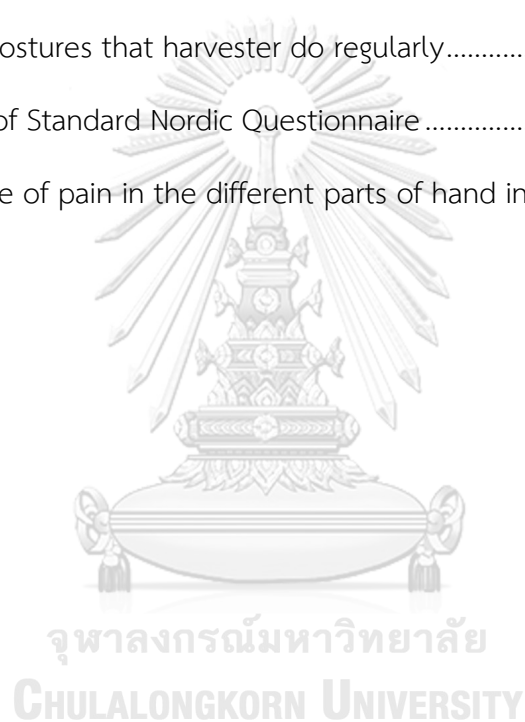 ostures that harvester do regularly............
of Standard Nordic Questionnaire...............
e of pain in the different parts of hand in
จุฬาลงกรณ์มหาวิทยาลัย
CHULALONGKORN UNIVERSITY